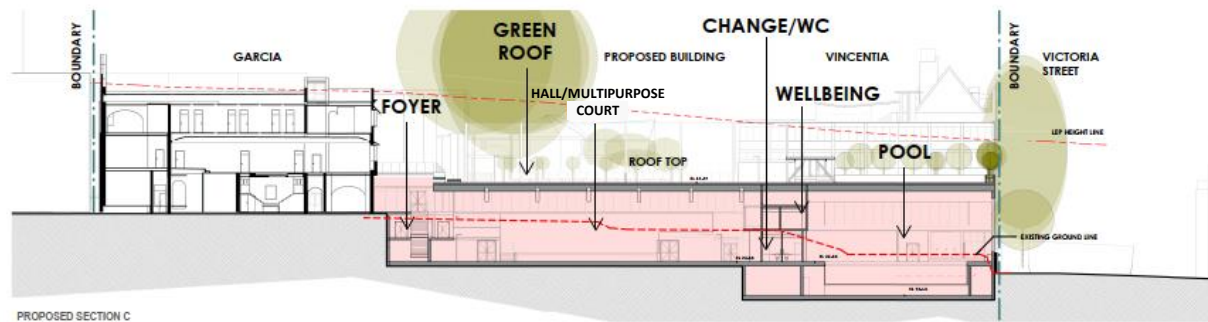 BOUNDARY
GARCIA
GREEN
ROOF
PROPOSED BUILDING
CHANGE/WC
VINCENTIA
BOUNDARY
VICTORIA
STREET
FOYER
HALL/MULTIPURPOSE
COURT
WELLBEING
LEP HEIGHT LINE
ROOF TOP
POOL
EXISTING GROUND LINE
PROPOSED SECTION C